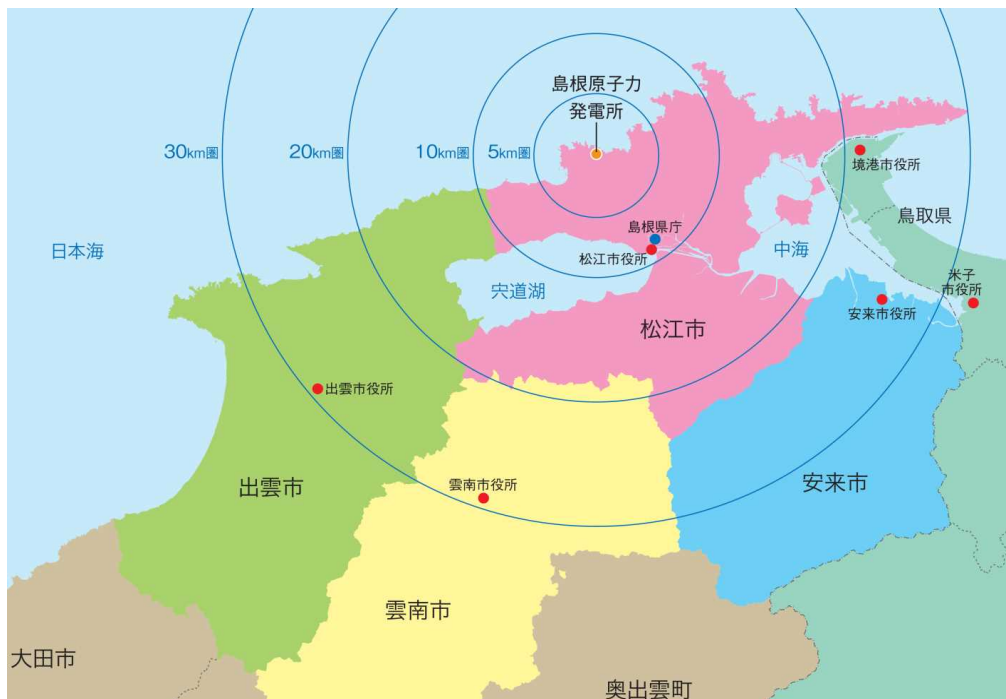 島根原子力
発電所
30km圏
20km圏
10km圏
5km圏
境港市役所
鳥取県
島根県庁
松江市役所
中海
日本海
宍道湖
米子
市役所
安来市役所
松江市
出雲市役所
出雲市
雲南市役所
安来市
雲南市
大田市
奥出雲町